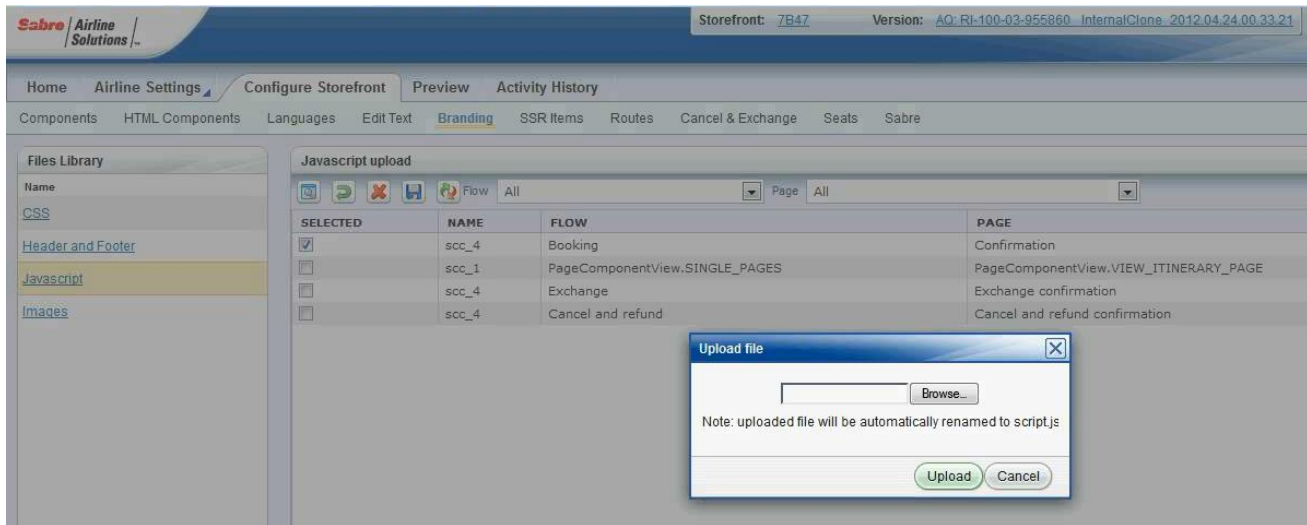 Sabre Airline Solutions
Storefront: 7B47 Version: AQ: RI-100-03-955860 InternalClone 2012.04.24.00.33.21
Home Airline Settings Configure Storefront Preview Activity History
Components HTML Components Languages Edit Text Branding SSR Items Routes Cancel & Exchange Seats Sabre
Files Library
Name
CSS
Header and Footer
Javascript
Images
Javascript upload
Flow All Page All
SELECTED NAME FLOW PAGE
scc_4 Booking Confirmation
scc_1 PageComponentView.SINGLE_PAGES PageComponentView.VIEW_ITINERARY_PAGE
scc_4 Exchange Exchange confirmation
scc_4 Cancel and refund Cancel and refund confirmation
Upload file
Browse...
Note: uploaded file will be automatically renamed to script.js
Upload Cancel